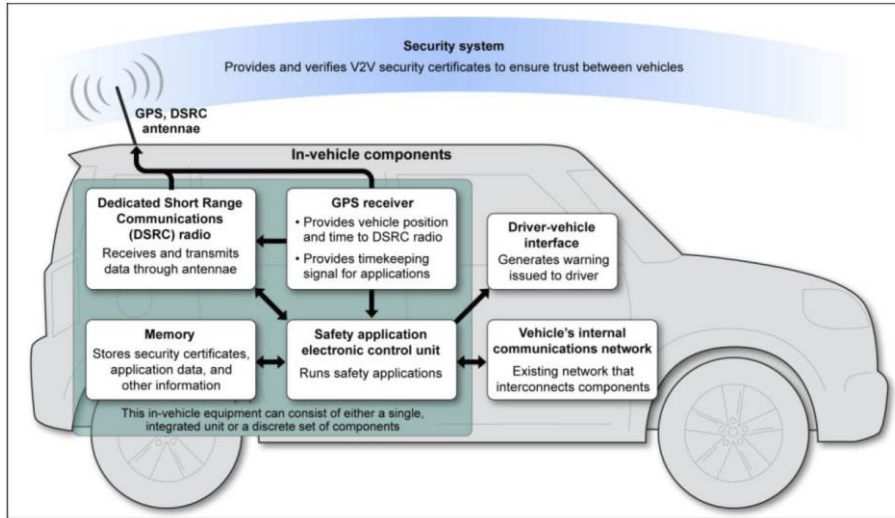 Security system
Provides and verifies V2V security certificates to ensure trust between vehicles
GPS, DSRC
antennae
In-vehicle components
Dedicated Short Range
Communications
(DSRC) radio
Receives and transmits
data through antennae
GPS receiver
• Provides vehicle position
and time to DSRC radio
• Provides timekeeping
signal for applications
Driver-vehicle
interface
Generates warning
issued to driver
Memory
Stores security certificates,
application data, and
other information
Safety application
electronic control unit
Runs safety applications
Vehicle's internal
communications network
Existing network that
interconnects components
This in-vehicle equipment can consist of either a single,
integrated unit or a discrete set of components